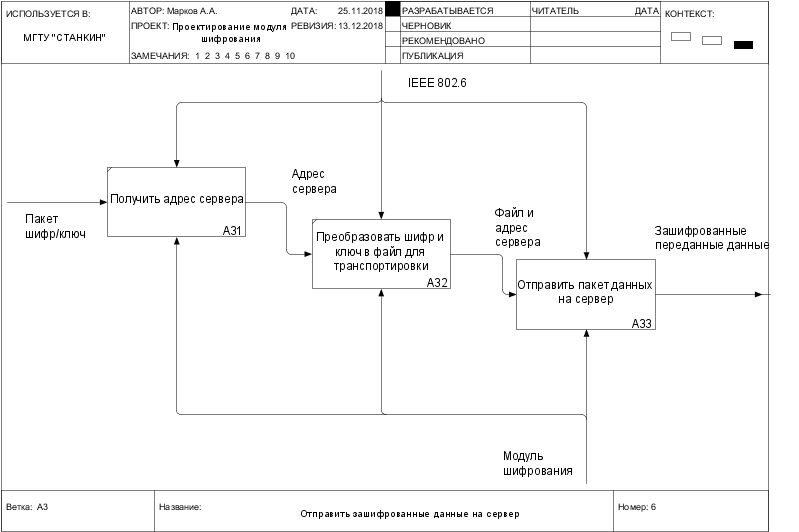 ИСПОЛЬЗУЕТСЯ В:
МГТУ "СТАНКИН"
АВТОР: Марков А.А.
ДАТА: 25.11.2018
ПРОЕКТ: Проектирование модуля
шифрования
РЕВИЗИЯ: 13.12.2018
ЗАМЕЧАНИЯ: 1 2 3 4 5 6 7 8 9 10
РАЗРАБАТЫВАЕТСЯ
ЧЕРНОВИК
РЕКОМЕНДОВАНО
ПУБЛИКАЦИЯ
ЧИТАТЕЛЬ ДАТА
КОНТЕКСТ:
IEEE 802.6
Пакет
шифр/ключ
Получить адрес сервера
A31
Адрес
сервера
Преобразовать шифр и
ключ в файл для
транспортировки
A32
Файл и
адрес
сервера
Отправить пакет данных
на сервер
A33
Зашифрованные
переданные данные
Модуль
шифрования
Ветка: A3
Название:
Отправить зашифрованные данные на сервер
Номер: 6